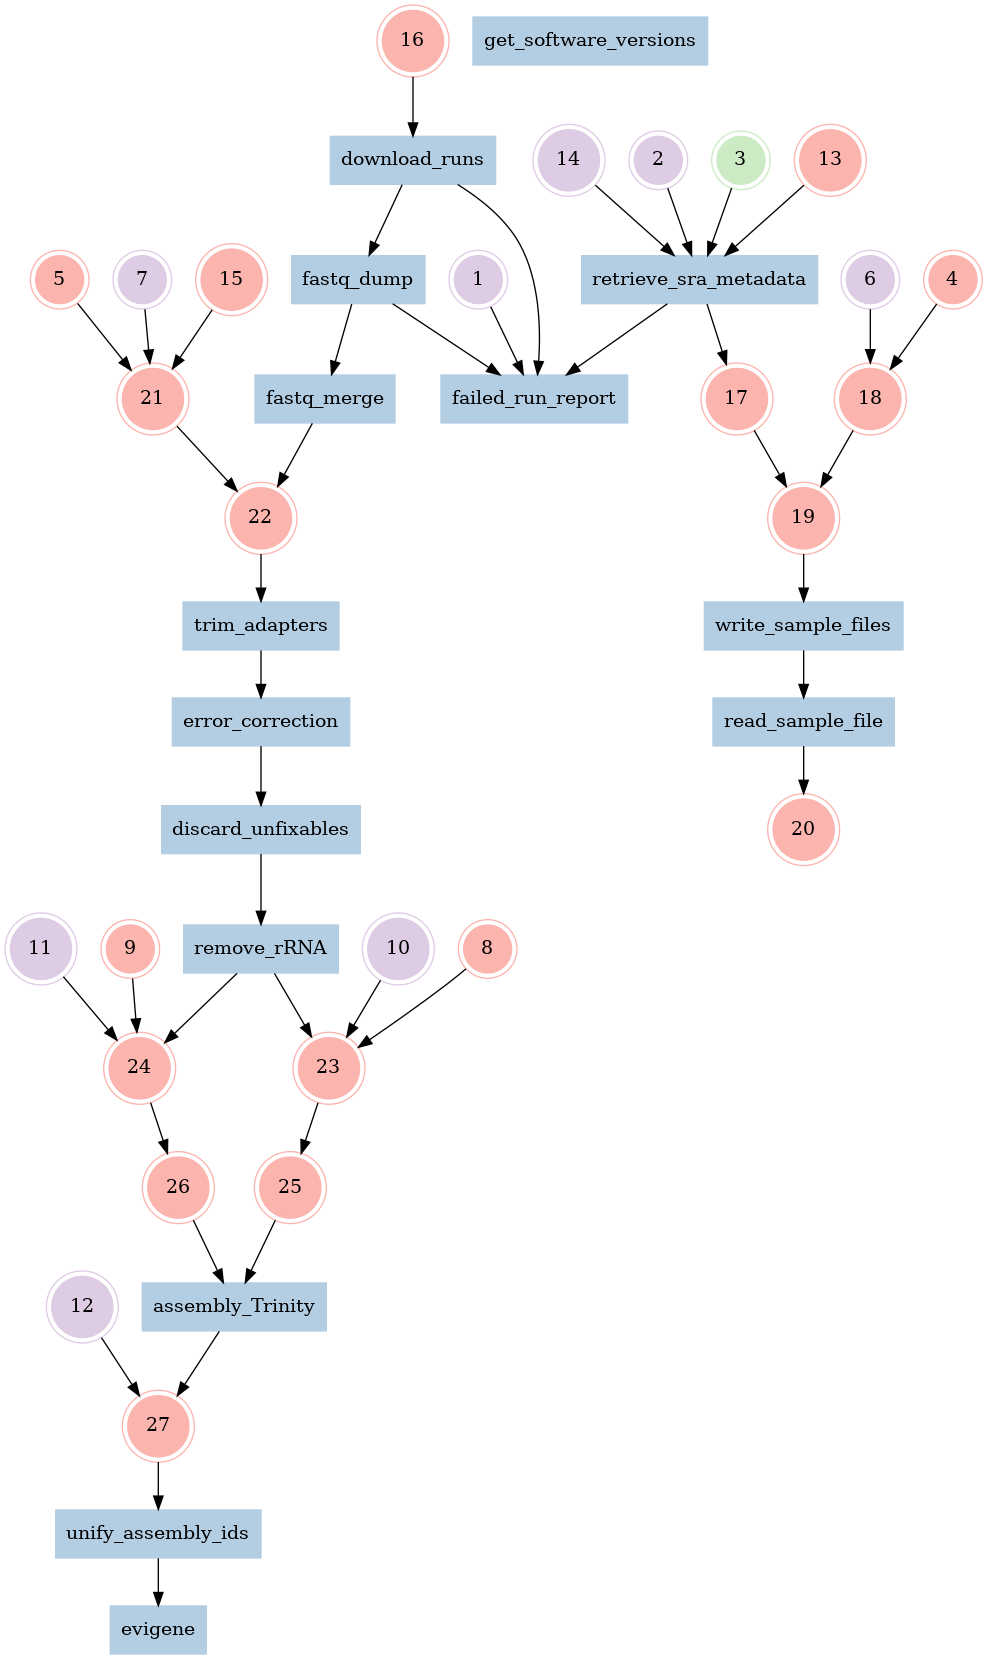 16
get_software_versions
download_runs
14
2
3
13
5
7
15
fastq_dump
1
retrieve_sra_metadata
6
4
21
fastq_merge
failed_run_report
17
18
22
19
trim_adapters
write_sample_files
error_correction
read_sample_file
discard_unfixables
20
11
9
remove_rRNA
10
8
24
23
26
25
12
assembly_Trinity
27
unify_assembly_ids
evigene